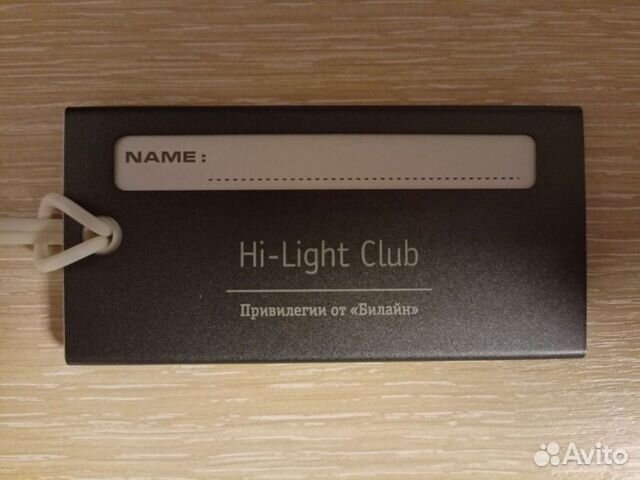 NAME:
Hi-Light Club
Привилегии от «Билайн»
Avito